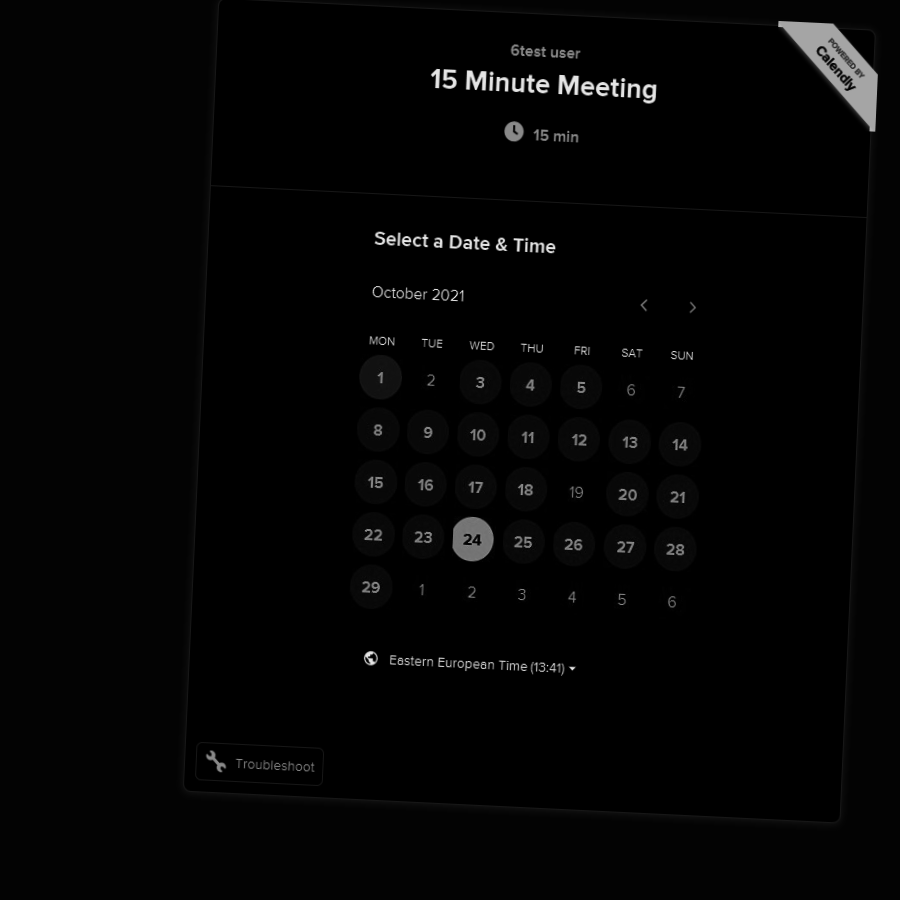 6test user
POWERED BY
Calendly
15 Minute Meeting
15 min
Select a Date & Time
October 2021
MON TUE WED THU FRI SAT SUN
1 2 3 4 5 6 7
8 9 10 11 12 13 14
15 16 17 18 19 20 21
22 23 24 25 26 27 28
29 1 2 3 4 5 6
Eastern European Time (13:41)
Troubleshoot